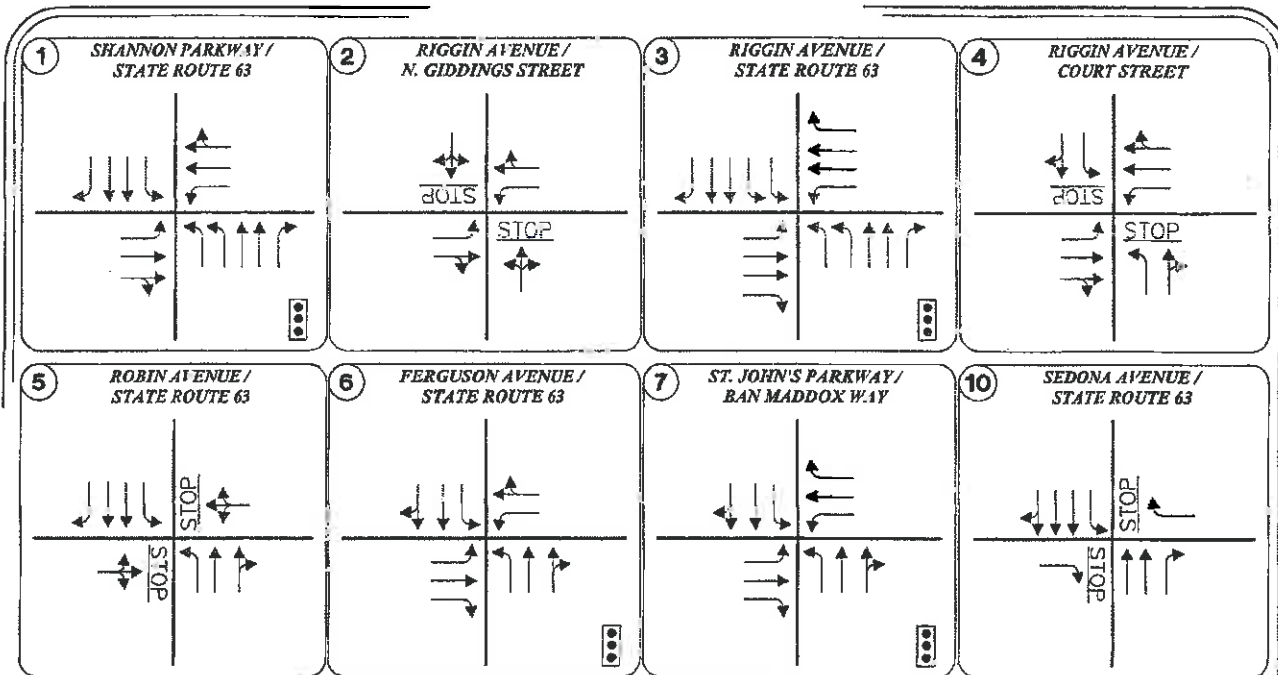 1
SHANNON PARKWAY /
STATE ROUTE 63
2
RIGGIN AVENUE /
N. GIDDINGS STREET
STOP
STOP
3
RIGGIN AVENUE /
STATE ROUTE 63
4
RIGGIN AVENUE /
COURT STREET
STOP
STOP
5
ROBIN AVENUE /
STATE ROUTE 63
STOP
STOP
6
FERGUSON AVENUE /
STATE ROUTE 63
7
ST. JOHN'S PARKWAY /
BAN MADDOX WAY
10
SEDONA AVENUE /
STATE ROUTE 63
STOP
STOP